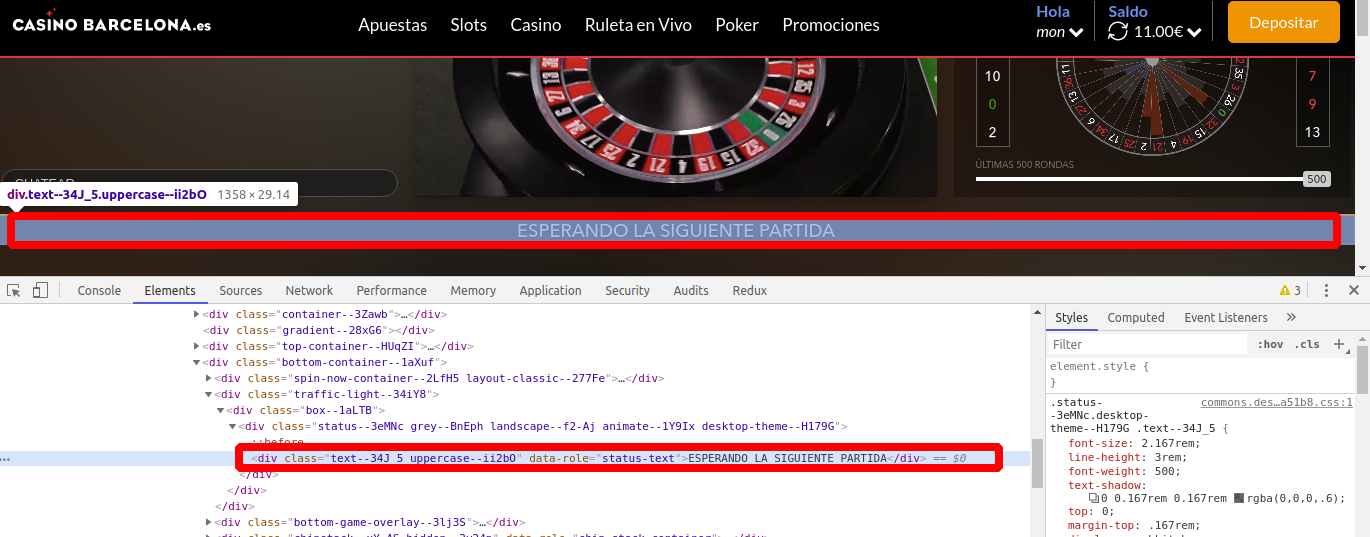 CASINO BARCELONA.es
Apuestas Slots Casino Ruleta en Vivo Poker Promociones
Hola
mon
Saldo
11.00€
Depositar
10
0
2
7
9
13
ÚLTIMAS 500 RONDAS
500
CHATEAR
div.text--34J_5.uppercase--ii2bO 1358 × 29.14
ESPERANDO LA SIGUIENTE PARTIDA
Console Elements Sources Network Performance Memory Application Security Audits Redux
3
<div class="container--3Zawb">…</div>
<div class="gradient--28xG6"></div>
<div class="top-container--HUqZI">…</div>
<div class="bottom-container--1aXuf">
<div class="spin-now-container--2LfH5 layout-classic--277Fe">…</div>
<div class="traffic-light--34iY8">
<div class="box--1aLTB">
<div class="status--3eMNc grey--BnEph landscape--f2-Aj animate--1Y9Ix desktop-theme--H179G">
::before
<div class="text--34J_5 uppercase--ii2bO" data-role="status-text">ESPERANDO LA SIGUIENTE PARTIDA</div> == $0
</div>
</div>
</div>
<div class="bottom-game-overlay--3lj3S">…</div>
Styles Computed Event Listeners »
Filter :hov .cls +
element.style {
}
.status-
-3eMNc.desktop-
theme--H179G .text--34J_5 {
commons.des…a51b8.css:1
font-size: 2.167rem;
line-height: 3rem;
font-weight: 500;
text-shadow:
0 0.167rem 0.167rem rgba(0,0,0,.6);
top: 0;
margin-top: .167rem;